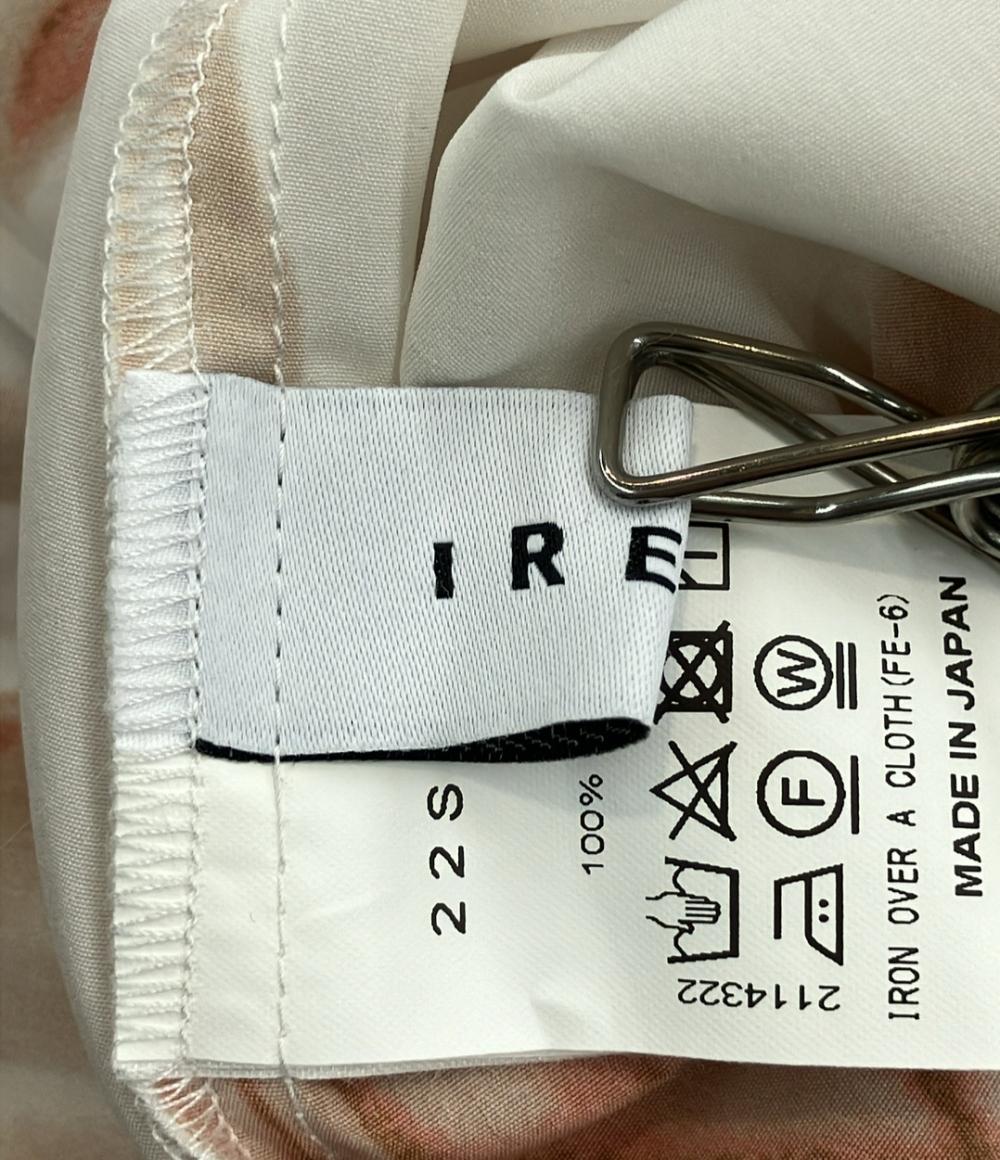 IRE
22S
100%
W
F
2114322
IRON OVER A CLOTH(FE-6)
MADE IN JAPAN